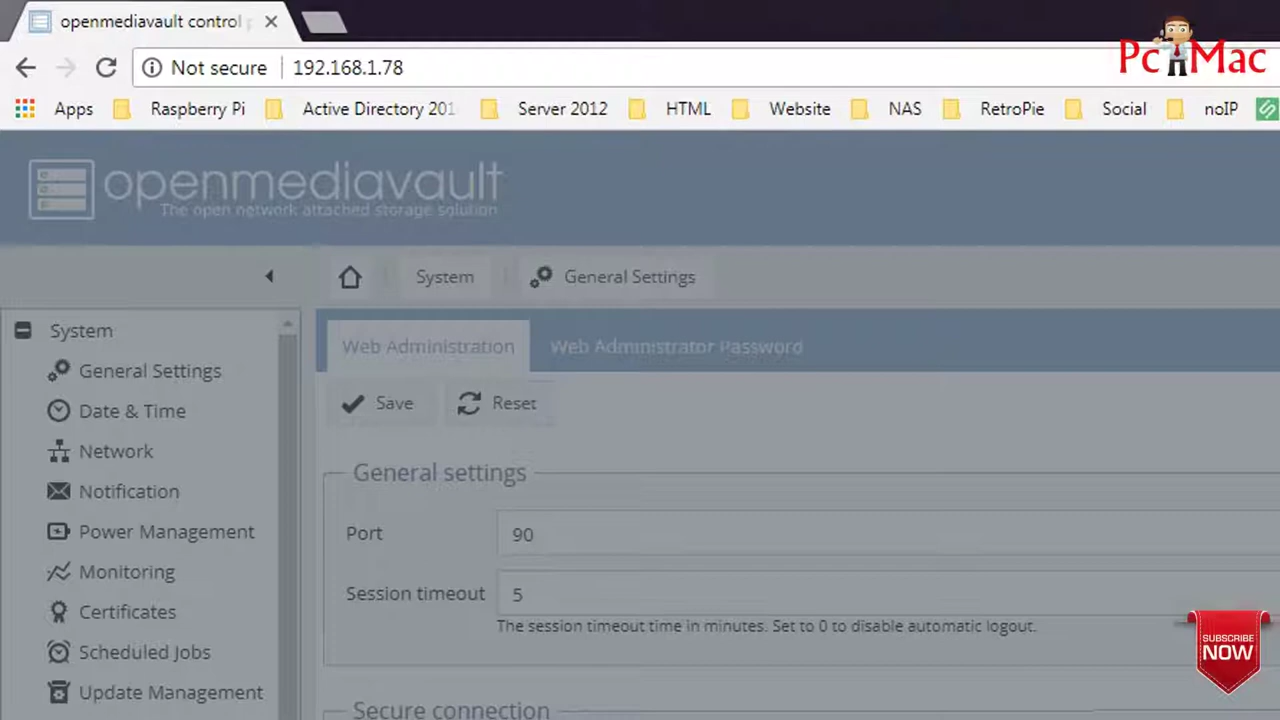 openmediavault control
Pc Mac
Not secure 192.168.1.78
Apps Raspberry Pi Active Directory 201 Server 2012 HTML Website NAS RetroPie Social noIP
openmediavault
The open network attached storage solution
System General Settings
System
Web Administration Web Administrator Password
General Settings
Save Reset
Date & Time
Network
General settings
Notification
Port 90
Power Management
Monitoring
Session timeout 5
Certificates
The session timeout time in minutes. Set to 0 to disable automatic logout.
SUBSCRIBE
NOW
Scheduled Jobs
Update Management
Secure connection